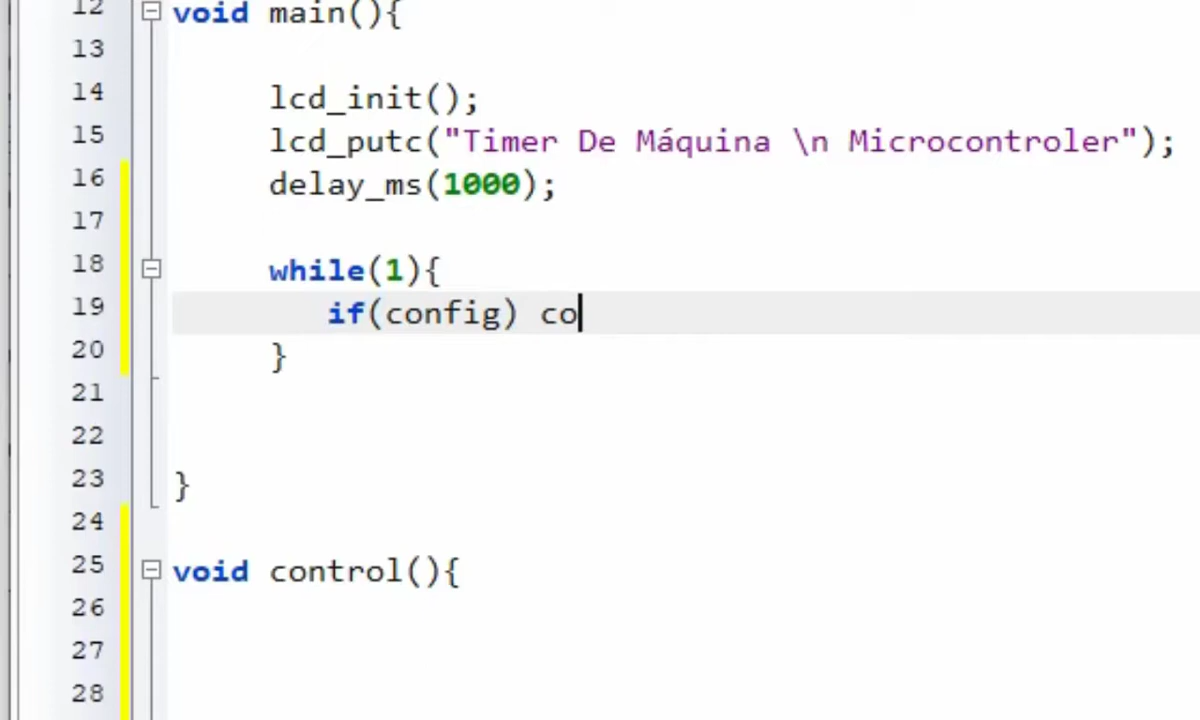 12 void main(){
13
14 lcd_init();
15 lcd_putc("Timer De Máquina \n Microcontroler");
16 delay_ms(1000);
17
18 while(1){
19 if(config) co
20 }
21
22
23 }
24
25 void control(){
26
27
28